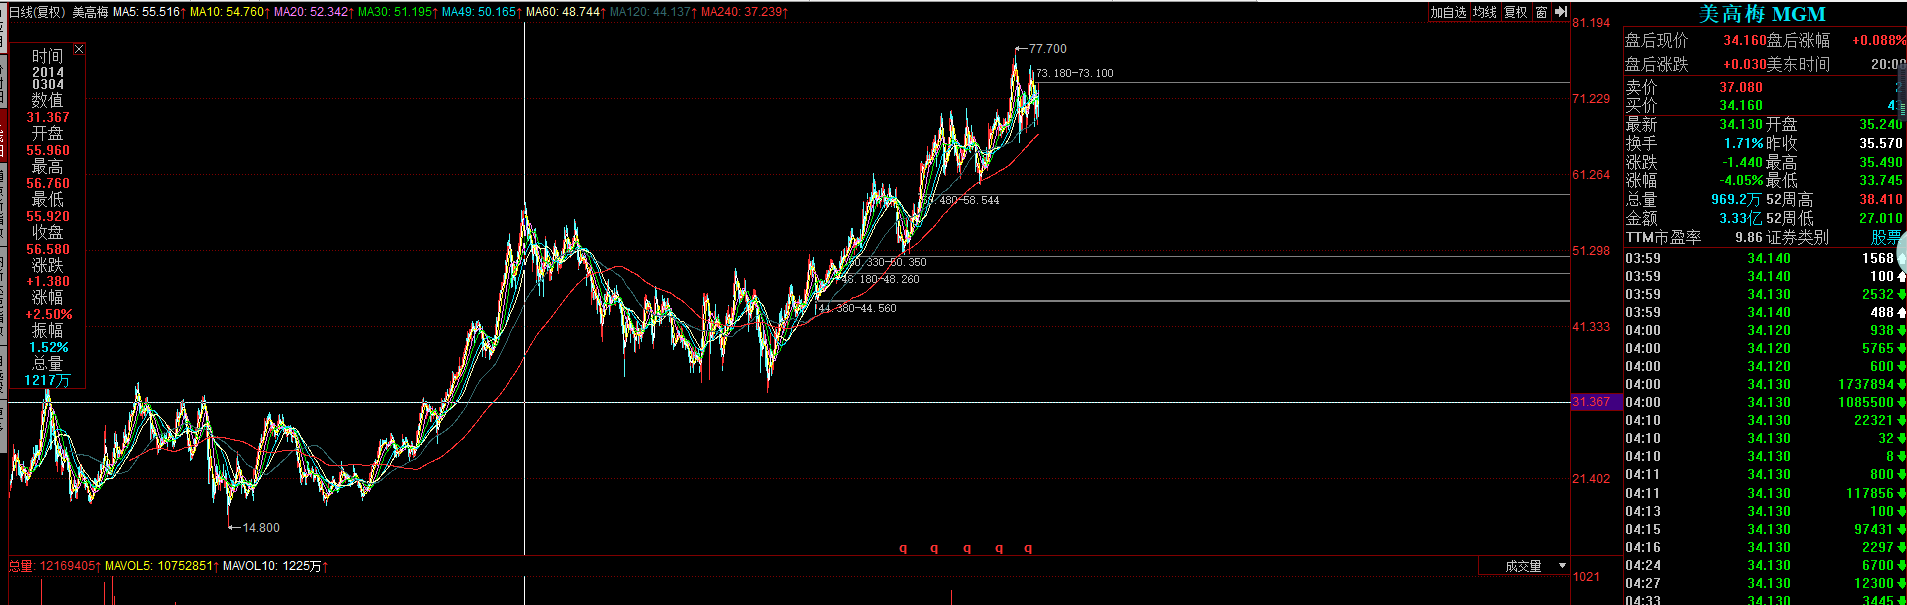 日线(复权) 美高梅 MA5: 55.516↑ MA10: 54.760↑ MA20: 52.342↑ MA30: 51.195↑ MA49: 50.165↑ MA60: 48.744↑ MA120: 44.137↑ MA240: 37.239↑
加自选 均线 复权 窗
时间
2014
0304
数值
31.367
开盘
55.960
最高
56.760
最低
55.920
收盘
56.580
涨跌
+1.380
涨幅
+2.50%
振幅
1.52%
总量
1217万
77.700
73.180-73.100
480-58.544
50.330-50.350
48.180-48.260
44.380-44.560
14.800
q q q q q
81.194
71.229
61.264
51.298
41.333
31.367
21.402
总量: 12169405↑ MAVOL5: 10752851↑ MAVOL10: 1225万↑
成交量
1021
美高梅 MGM
盘后现价 34.160 盘后涨幅 +0.088%
盘后涨跌 +0.030 美东时间 20:00
卖价 37.080 2
买价 34.160 4
最新 34.130 开盘 35.240
换手 1.71% 昨收 35.570
涨跌 -1.440 最高 35.490
涨幅 -4.05% 最低 33.745
总量 969.2万 52周高 38.410
金额 3.33亿 52周低 27.010
TTM市盈率 9.86 证券类别 股票
03:59 34.140 1568
03:59 34.140 100
03:59 34.130 2532
03:59 34.140 488
04:00 34.120 938
04:00 34.120 5765
04:00 34.120 600
04:00 34.130 1737894
04:00 34.130 1085500
04:10 34.130 22321
04:10 34.130 32
04:10 34.130 8
04:11 34.130 800
04:11 34.130 117856
04:13 34.130 100
04:15 34.130 97431
04:16 34.130 2297
04:24 34.130 6700
04:27 34.130 12300
04:33 34.130 3445